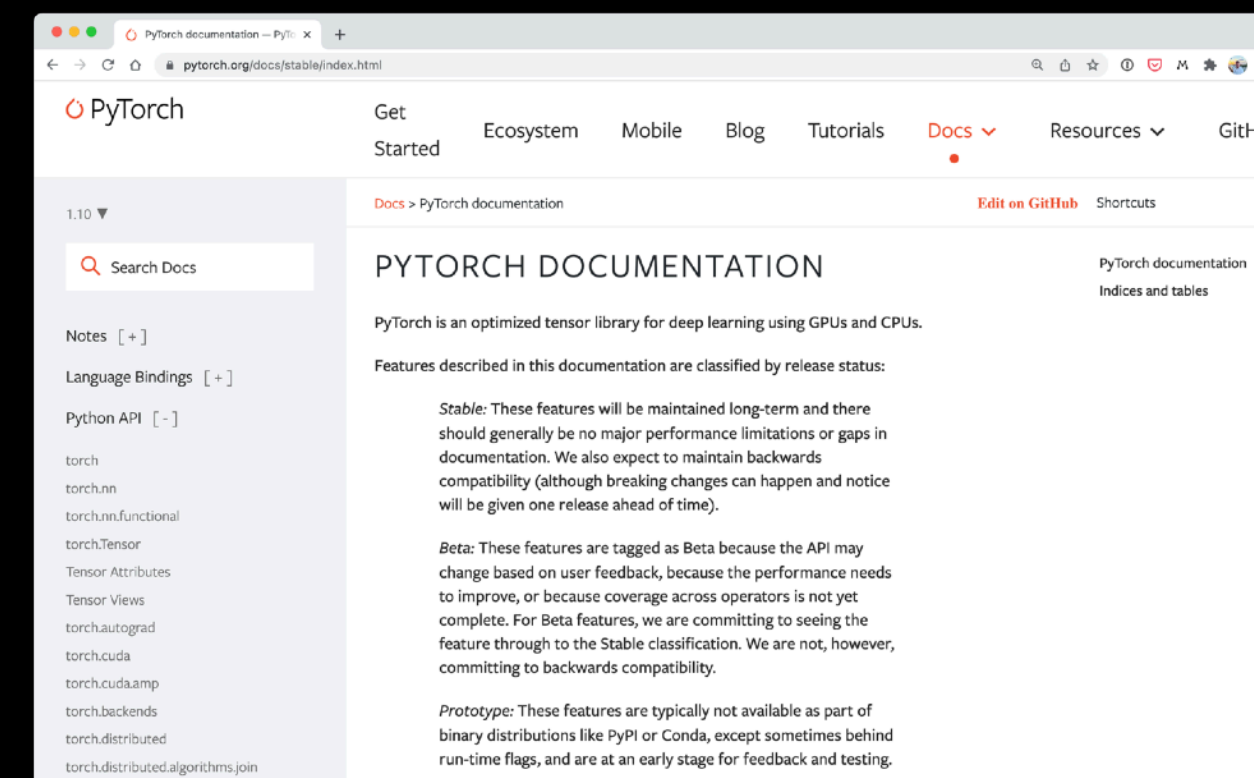 PyTorch documentation — PyTo
pytorch.org/docs/stable/index.html
PyTorch
Get Started
Ecosystem
Mobile
Blog
Tutorials
Docs
Resources
GitH
1.10 ▼
Docs > PyTorch documentation
Edit on GitHub
Shortcuts
Search Docs
Notes [ + ]
Language Bindings [ + ]
Python API [ - ]
torch
torch.nn
torch.nn.functional
torch.Tensor
Tensor Attributes
Tensor Views
torch.autograd
torch.cuda
torch.cuda.amp
torch.backends
torch.distributed
torch.distributed.algorithms.join
PYTORCH DOCUMENTATION
PyTorch is an optimized tensor library for deep learning using GPUs and CPUs.
Features described in this documentation are classified by release status:
Stable: These features will be maintained long-term and there
should generally be no major performance limitations or gaps in
documentation. We also expect to maintain backwards
compatibility (although breaking changes can happen and notice
will be given one release ahead of time).
Beta: These features are tagged as Beta because the API may
change based on user feedback, because the performance needs
to improve, or because coverage across operators is not yet
complete. For Beta features, we are committing to seeing the
feature through to the Stable classification. We are not, however,
committing to backwards compatibility.
Prototype: These features are typically not available as part of
binary distributions like PyPI or Conda, except sometimes behind
run-time flags, and are at an early stage for feedback and testing.
PyTorch documentation
Indices and tables